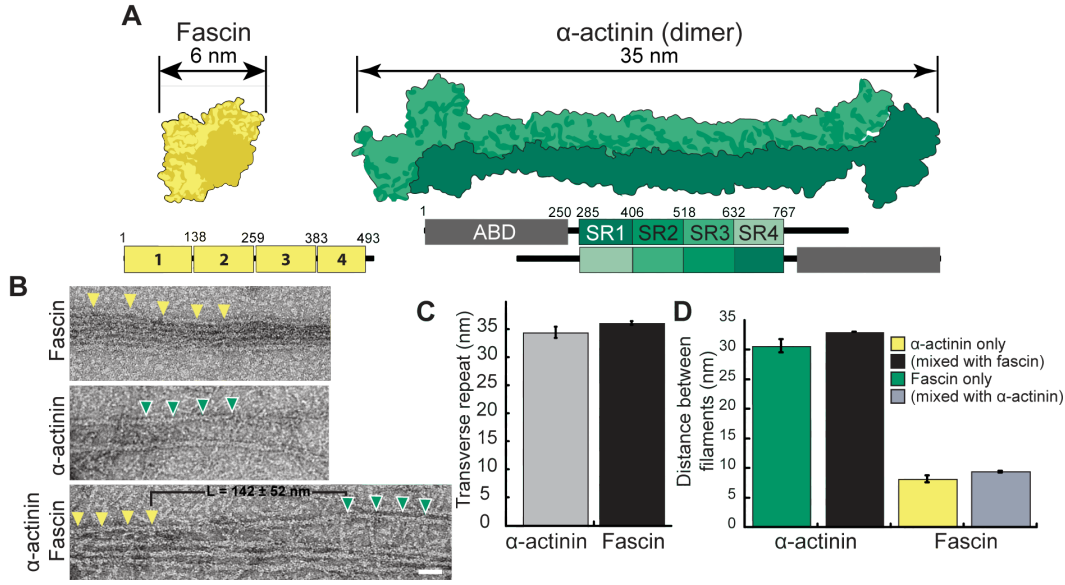 A
Fascin
6 nm
α-actinin (dimer)
35 nm
1 138 259 383 493
1 2 3 4
1 250 285 406 518 632 767
ABD SR1 SR2 SR3 SR4
B
Fascin
α-actinin
α-actinin
Fascin
L = 142 ± 52 nm
C
Transverse repeat (nm)
35
30
25
20
15
10
5
0
α-actinin Fascin
D
Distance between
filaments (nm)
35
30
25
20
15
10
5
0
α-actinin Fascin
α-actinin only
(mixed with fascin)
Fascin only
(mixed with α-actinin)